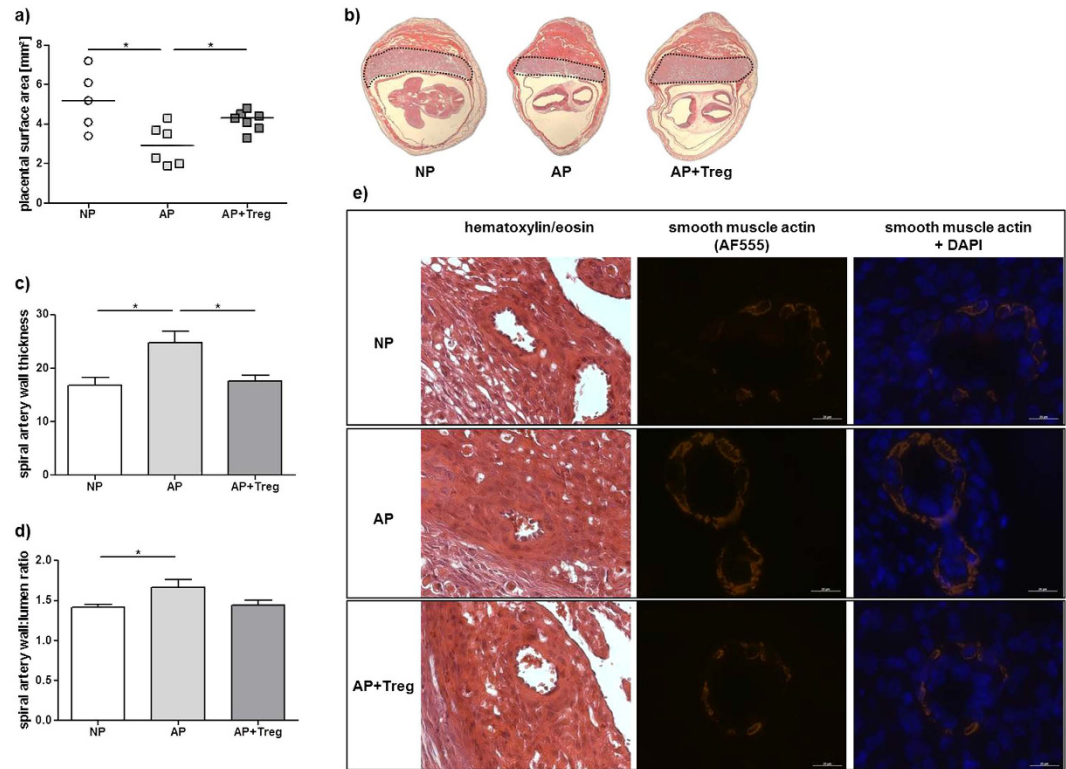 a)
placental surface area [mm²]
8
6
4
2
0
*
*
NP
AP
AP+Treg
b)
NP
AP
AP+Treg
c)
spiral artery wall thickness
30
20
10
0
*
*
NP
AP
AP+Treg
d)
spiral artery wall:lumen ratio
2.0
1.5
1.0
0.5
0.0
*
NP
AP
AP+Treg
e)
hematoxylin/eosin
smooth muscle actin
(AF555)
smooth muscle actin
+ DAPI
NP
AP
AP+Treg